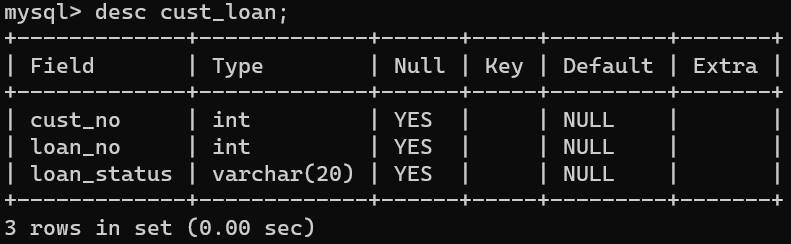 mysql> desc cust_loan;
+-------------+-------------+------+-----+---------+-------+
| Field       | Type        | Null | Key | Default | Extra |
+-------------+-------------+------+-----+---------+-------+
| cust_no     | int         | YES  |     | NULL    |       |
| loan_no     | int         | YES  |     | NULL    |       |
| loan_status | varchar(20) | YES  |     | NULL    |       |
+-------------+-------------+------+-----+---------+-------+
3 rows in set (0.00 sec)